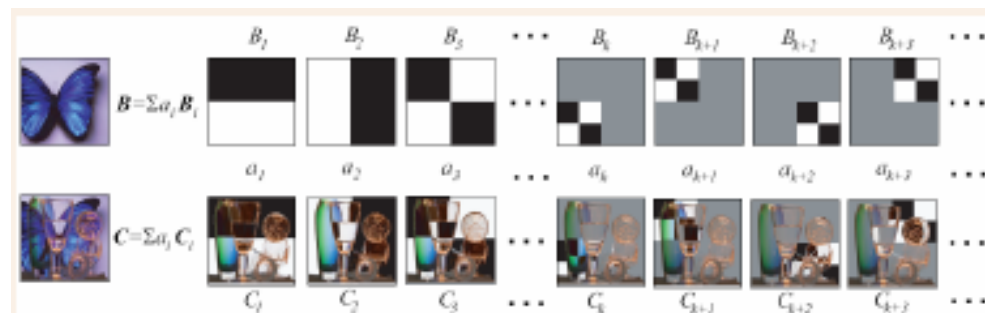 B₁ B₂ B₃ ••• Bₖ Bₖ₊₁ Bₖ₊₂ Bₖ₊₃ •••
B=Σaᵢ Bᵢ ••• •••
a₁ a₂ a₃ ••• aₖ aₖ₊₁ aₖ₊₂ aₖ₊₃ •••
C=Σaᵢ Cᵢ ••• •••
C₁ C₂ C₃ ••• Cₖ Cₖ₊₁ Cₖ₊₂ Cₖ₊₃ •••